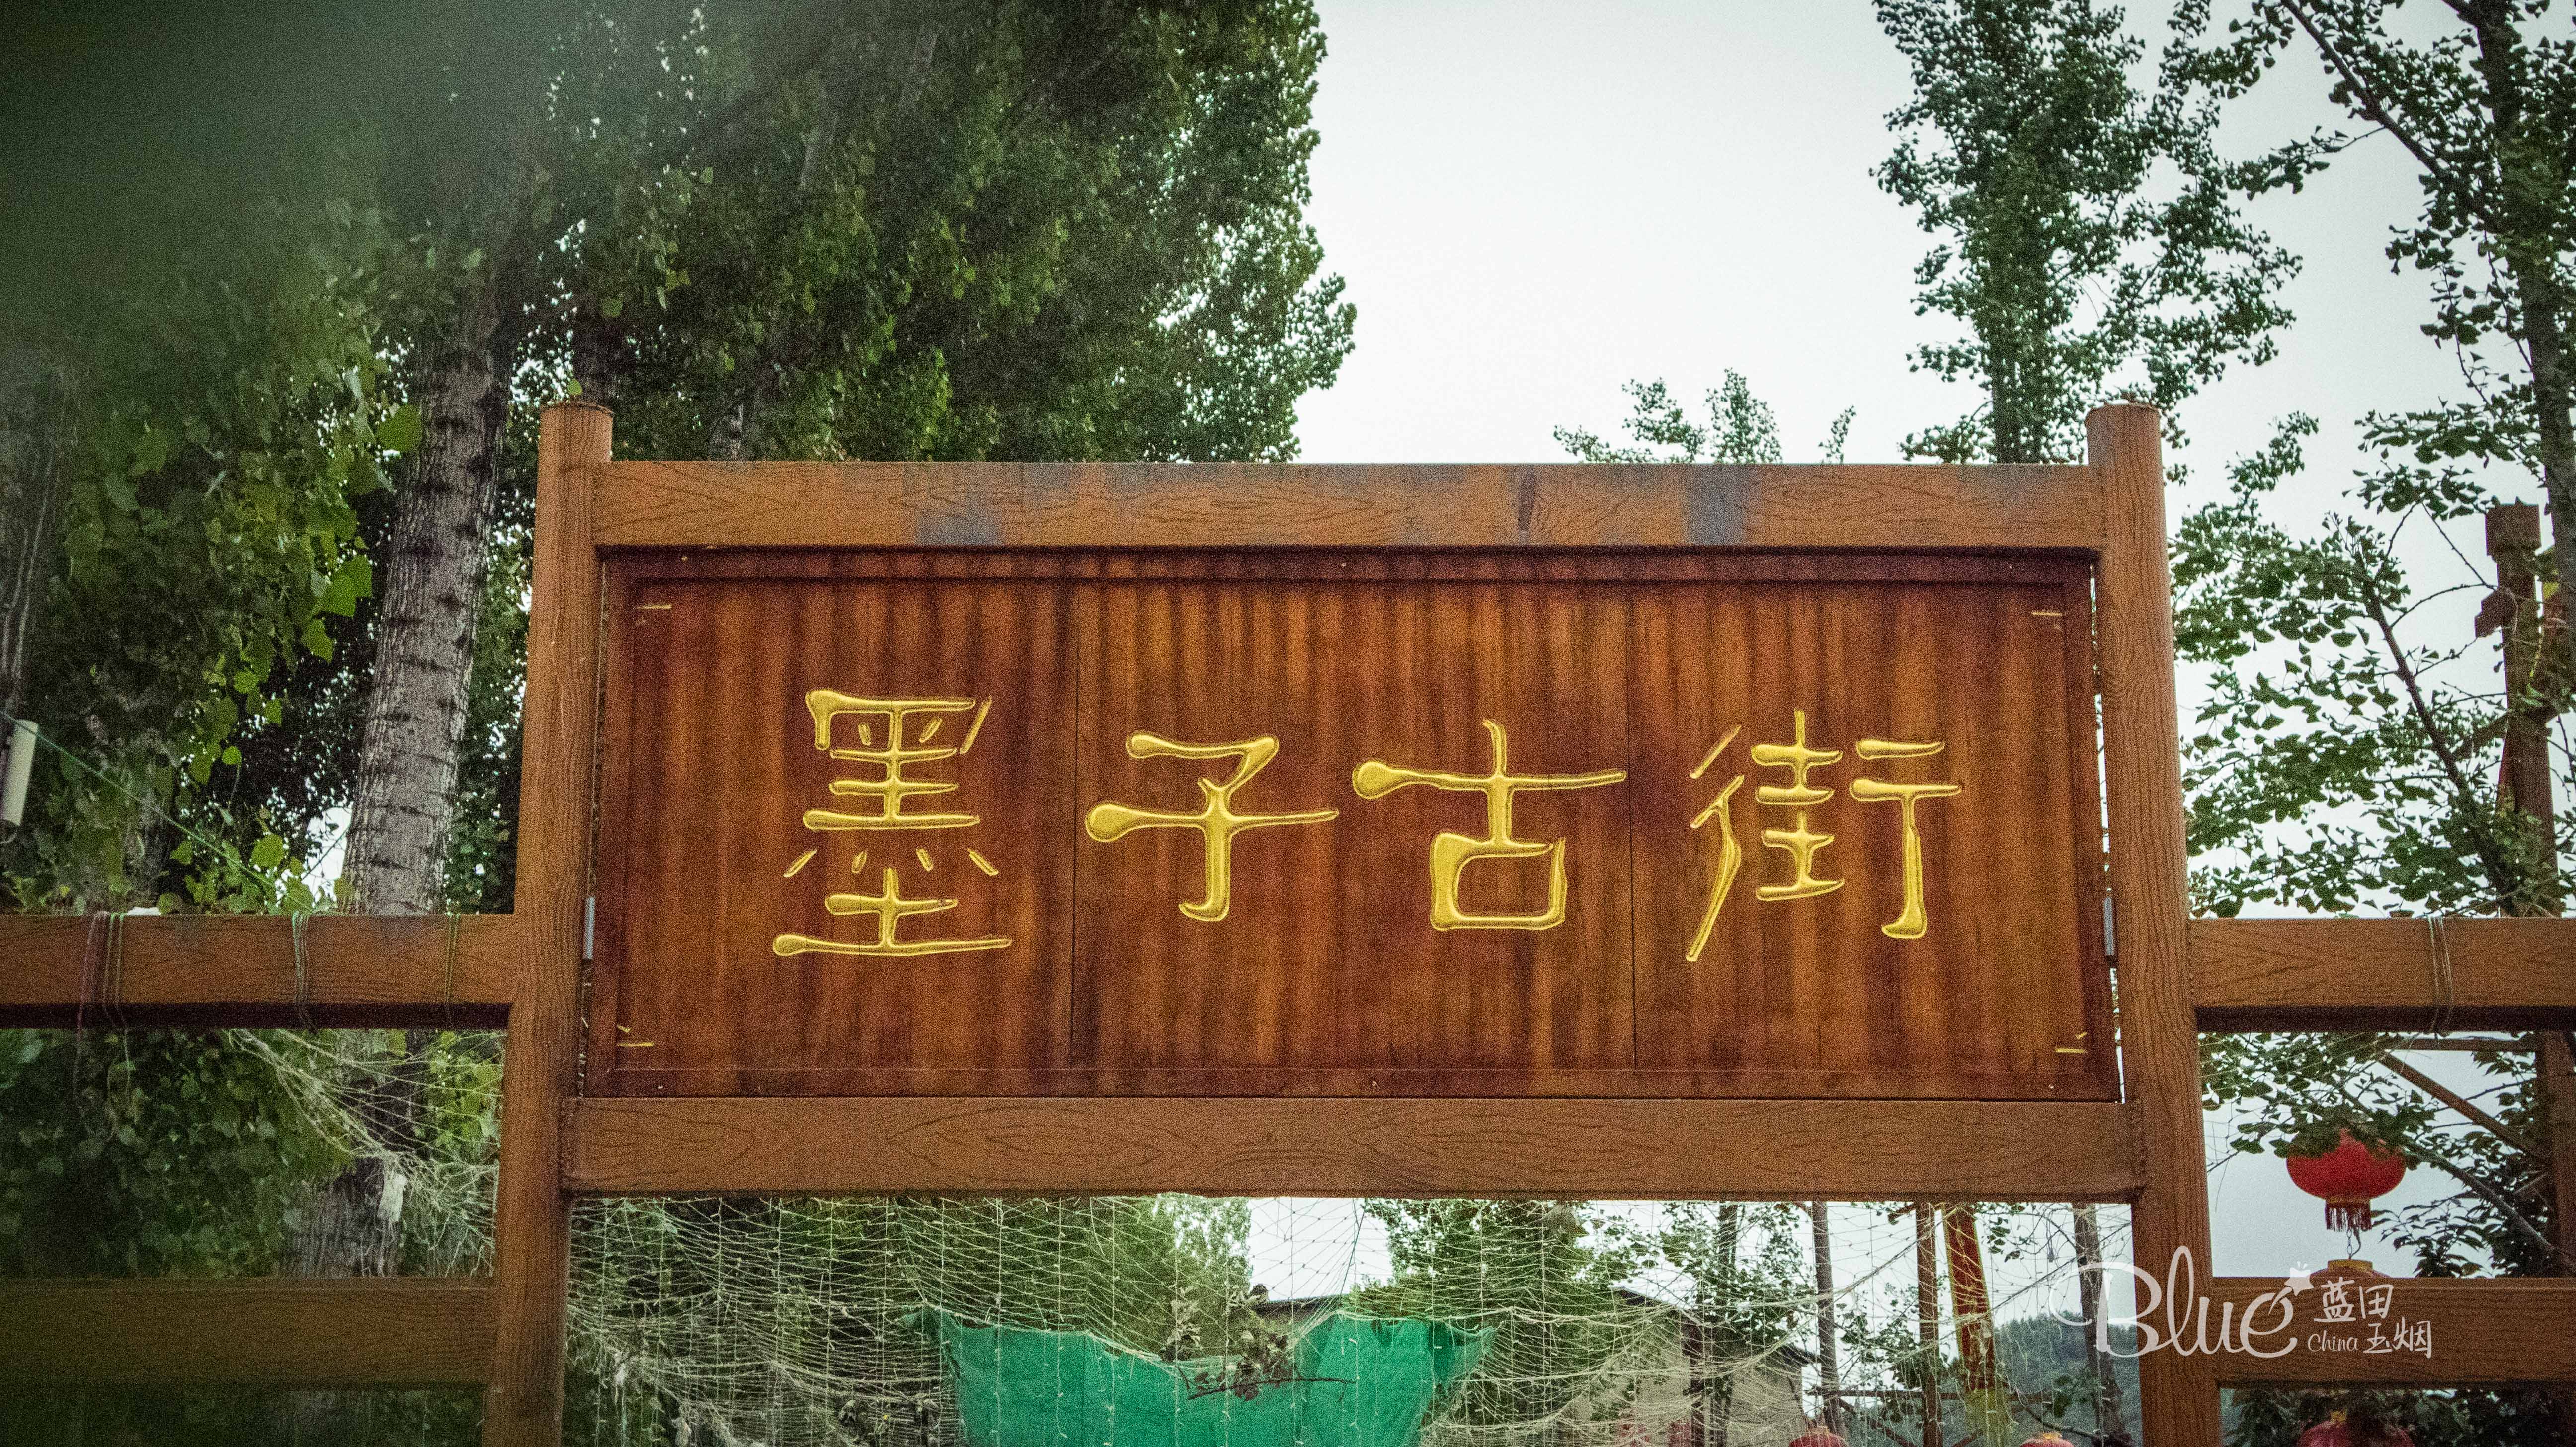 墨子古街
Blue 蓝田
China 玉烟